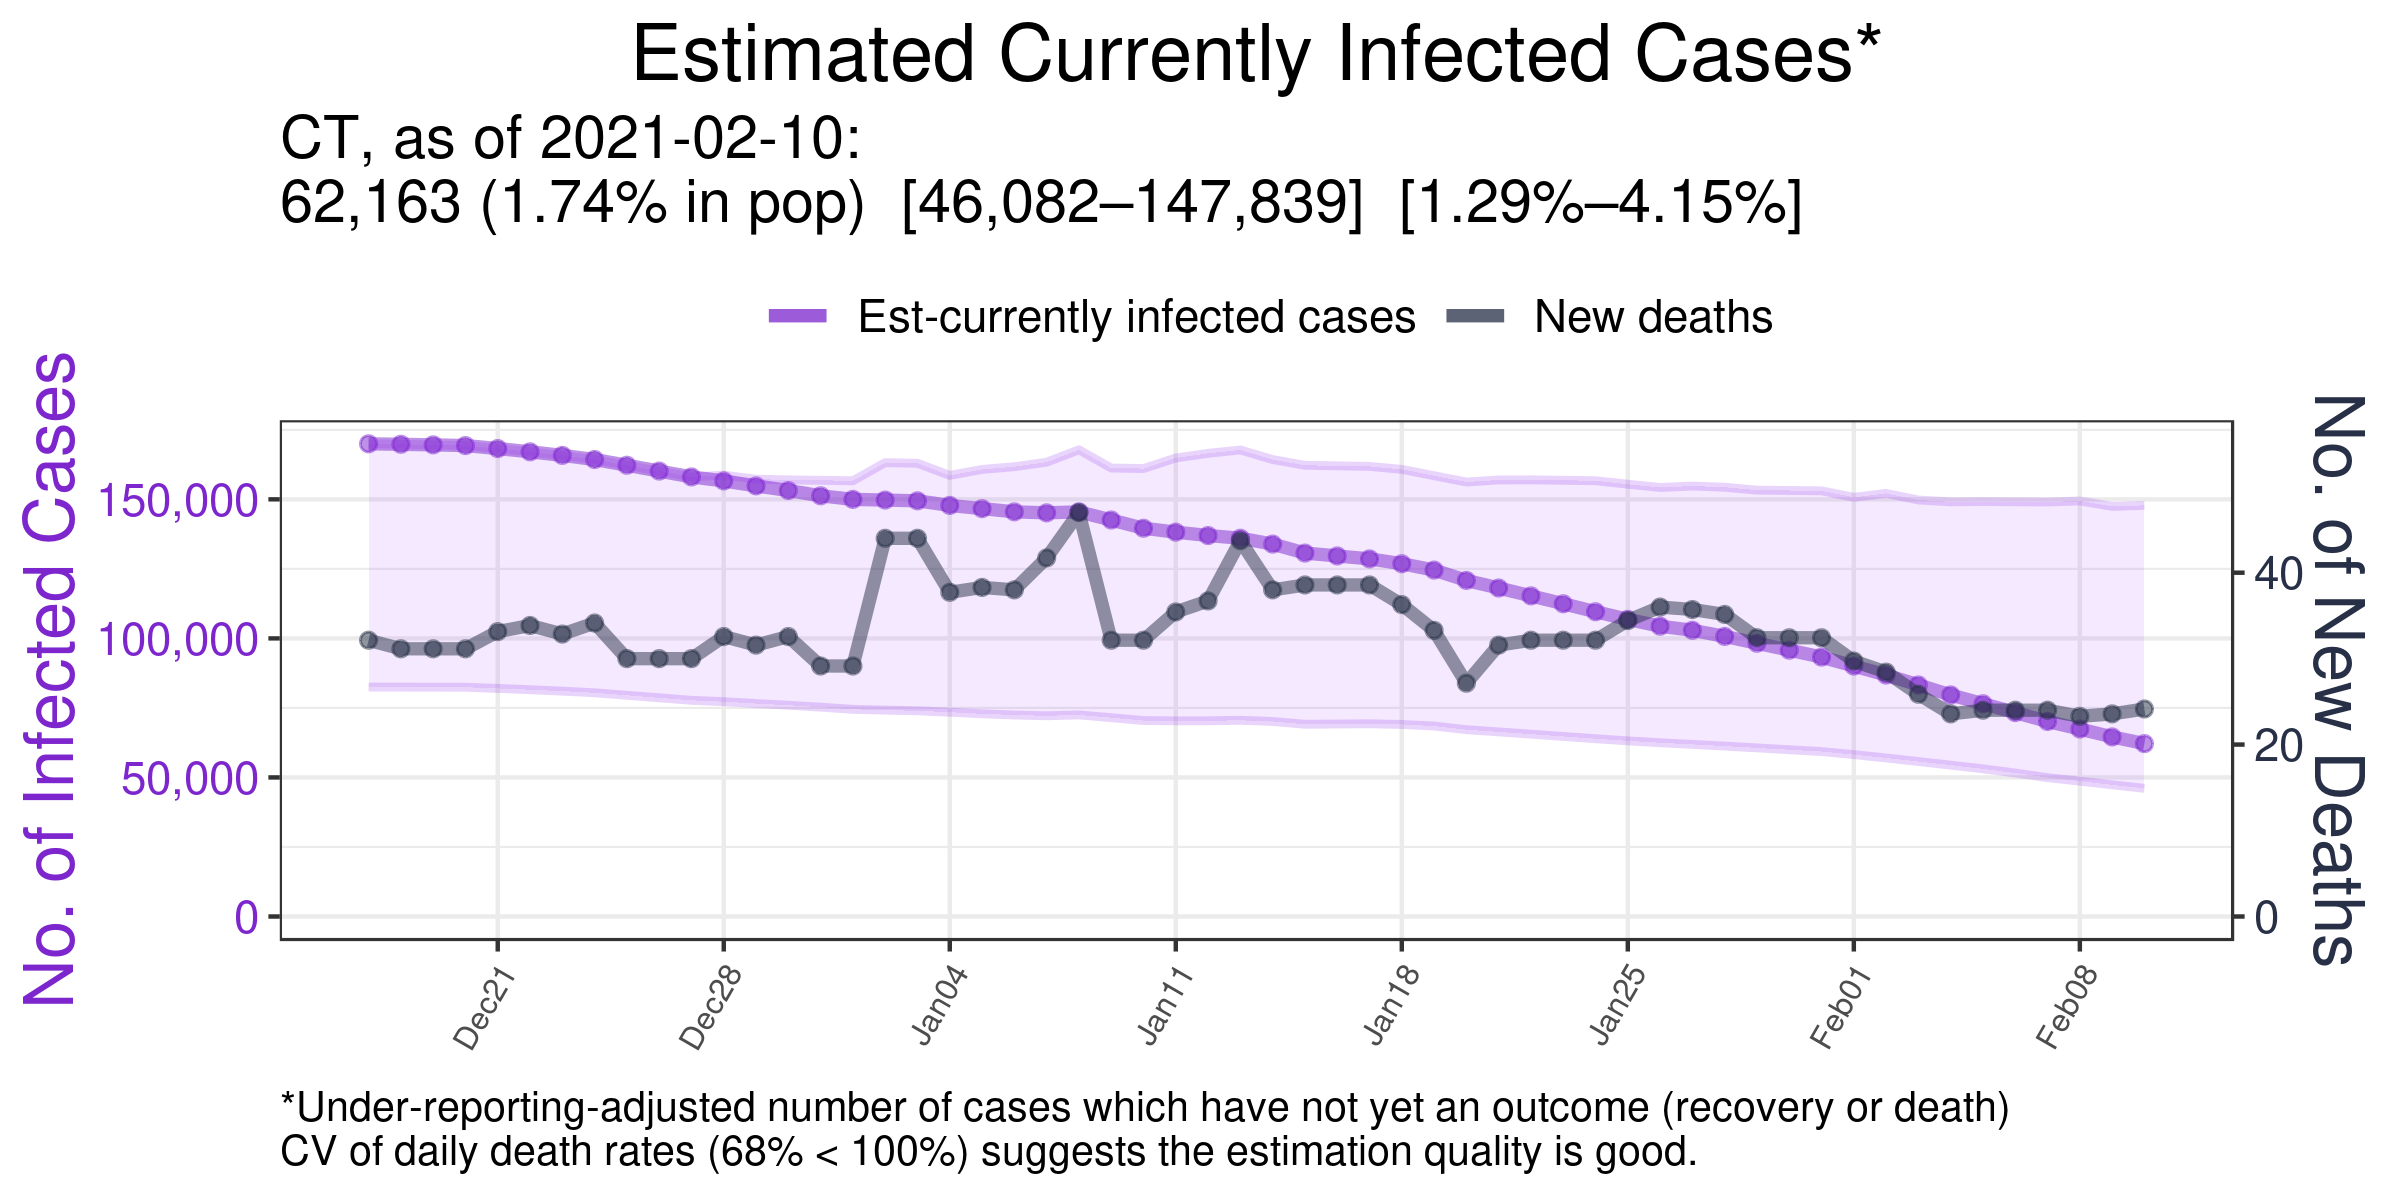 Estimated Currently Infected Cases*
CT, as of 2021-02-10:
62,163 (1.74% in pop)  [46,082–147,839]  [1.29%–4.15%]
Est-currently infected cases
New deaths
No. of Infected Cases
150,000
100,000
50,000
0
No. of New Deaths
40
20
0
Dec21
Dec28
Jan04
Jan11
Jan18
Jan25
Feb01
Feb08
*Under-reporting-adjusted number of cases which have not yet an outcome (recovery or death)
CV of daily death rates (68% < 100%) suggests the estimation quality is good.